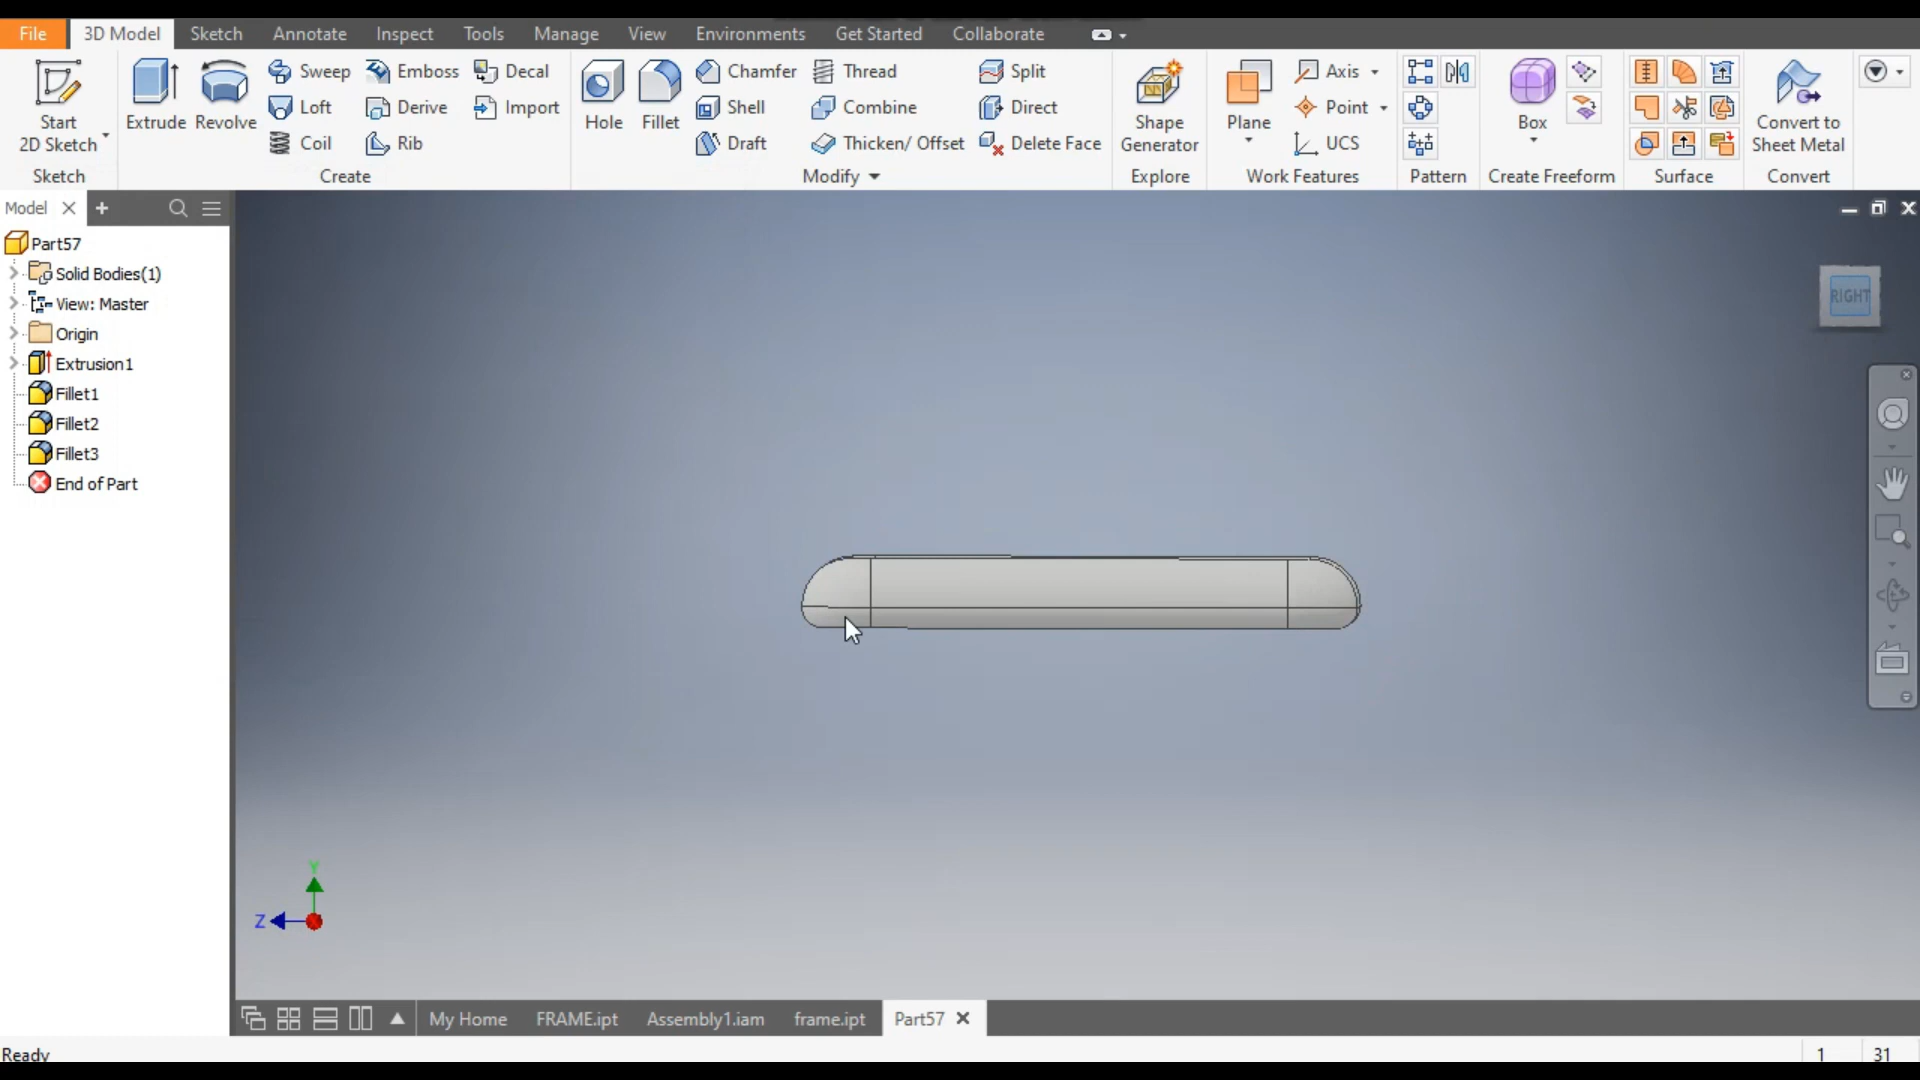 File 3D Model Sketch Annotate Inspect Tools Manage View Environments Get Started Collaborate
Start 2D Sketch
Sketch
Extrude Revolve Sweep Loft Coil Emboss Derive Rib Decal Import
Create
Hole Fillet Chamfer Shell Draft Thread Combine Thicken/ Offset Split Direct Delete Face
Modify
Shape Generator
Explore
Plane Axis Point UCS
Work Features
Pattern
Box
Create Freeform
Surface
Convert to Sheet Metal
Convert
Model
Part57
Solid Bodies(1)
View: Master
Origin
Extrusion1
Fillet1
Fillet2
Fillet3
End of Part
RIGHT
Y
Z
My Home FRAME.ipt Assembly1.iam frame.ipt Part57
Ready 1 31